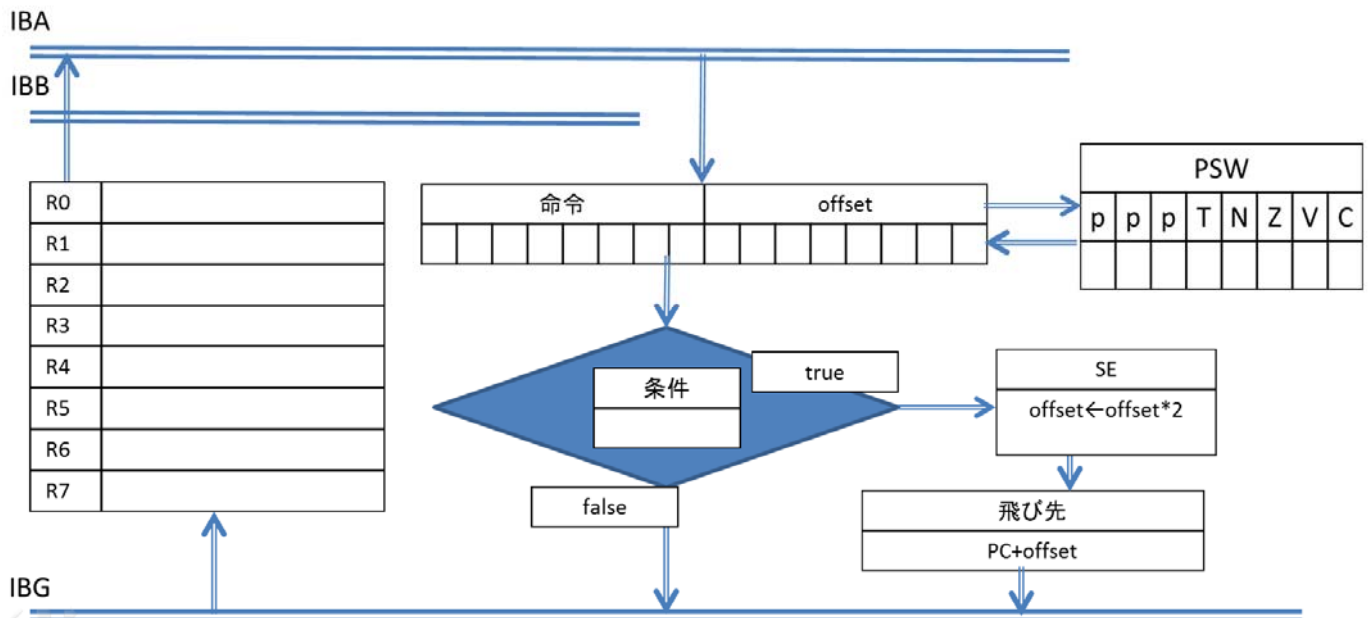 IBA
IBB
R0
R1
R2
R3
R4
R5
R6
R7
命令 offset
PSW
p p p T N Z V C
条件
true
false
SE
offset←offset*2
飛び先
PC+offset
IBG